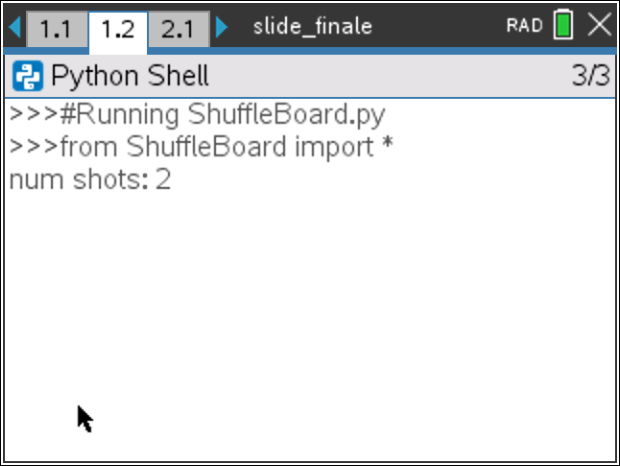 1.1 1.2 2.1 slide_finale RAD
Python Shell 3/3
>>>#Running ShuffleBoard.py
>>>from ShuffleBoard import *
num shots: 2